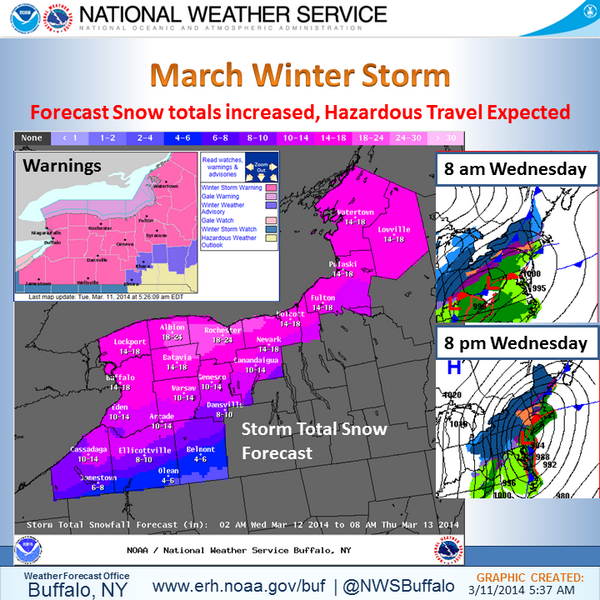 NATIONAL WEATHER SERVICE
NATIONAL OCEANIC AND ATMOSPHERIC ADMINISTRATION
March Winter Storm
Forecast Snow totals increased, Hazardous Travel Expected
None < 1 1-2 2-4 4-6 6-8 8-10 10-14 14-18 18-24 24-30 > 30
Warnings
Read watches, warnings & advisories
Zoom Out
Winter Storm Warning
Gale Warning
Winter Weather Advisory
Gale Watch
Winter Storm Watch
Hazardous Weather Outlook
Watertown
Fulton
Rochester
Niagara Falls
Buffalo
Syracuse
Geneva
Dansville
Jamestown
Wellsville
Elmira
Last map update: Tue, Mar. 11, 2014 at 5:26:09 am EDT
Watertown
14-18
Lowville
14-18
Pulaski
14-18
Fulton
14-18
Wolcott
14-18
Albion
18-24
Rochester
18-24
Lockport
14-18
Newark
14-18
Batavia
14-18
Canandaigua
10-14
Buffalo
14-18
Geneseo
10-14
Warsaw
10-14
Dansville
8-10
Eden
10-14
Arcade
10-14
Cassadaga
10-14
Ellicottville
8-10
Belmont
4-6
Jamestown
6-8
Olean
4-6
Storm Total Snow
Forecast
Storm Total Snowfall Forecast (in): 02 AM Wed Mar 12 2014 to 08 AM Thu Mar 13 2014
NOAA / National Weather Service Buffalo, NY
8 am Wednesday
1000
995
8 pm Wednesday
H
1020
984
988
992
996
1000
980
Weather Forecast Office
Buffalo, NY
www.erh.noaa.gov/buf | @NWSBuffalo
GRAPHIC CREATED:
3/11/2014 5:37 AM